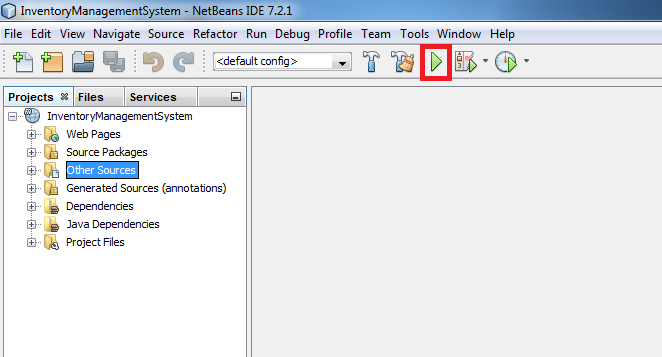 InventoryManagementSystem - NetBeans IDE 7.2.1
File Edit View Navigate Source Refactor Run Debug Profile Team Tools Window Help
<default config>
Projects Files Services
InventoryManagementSystem
Web Pages
Source Packages
Other Sources
Generated Sources (annotations)
Dependencies
Java Dependencies
Project Files